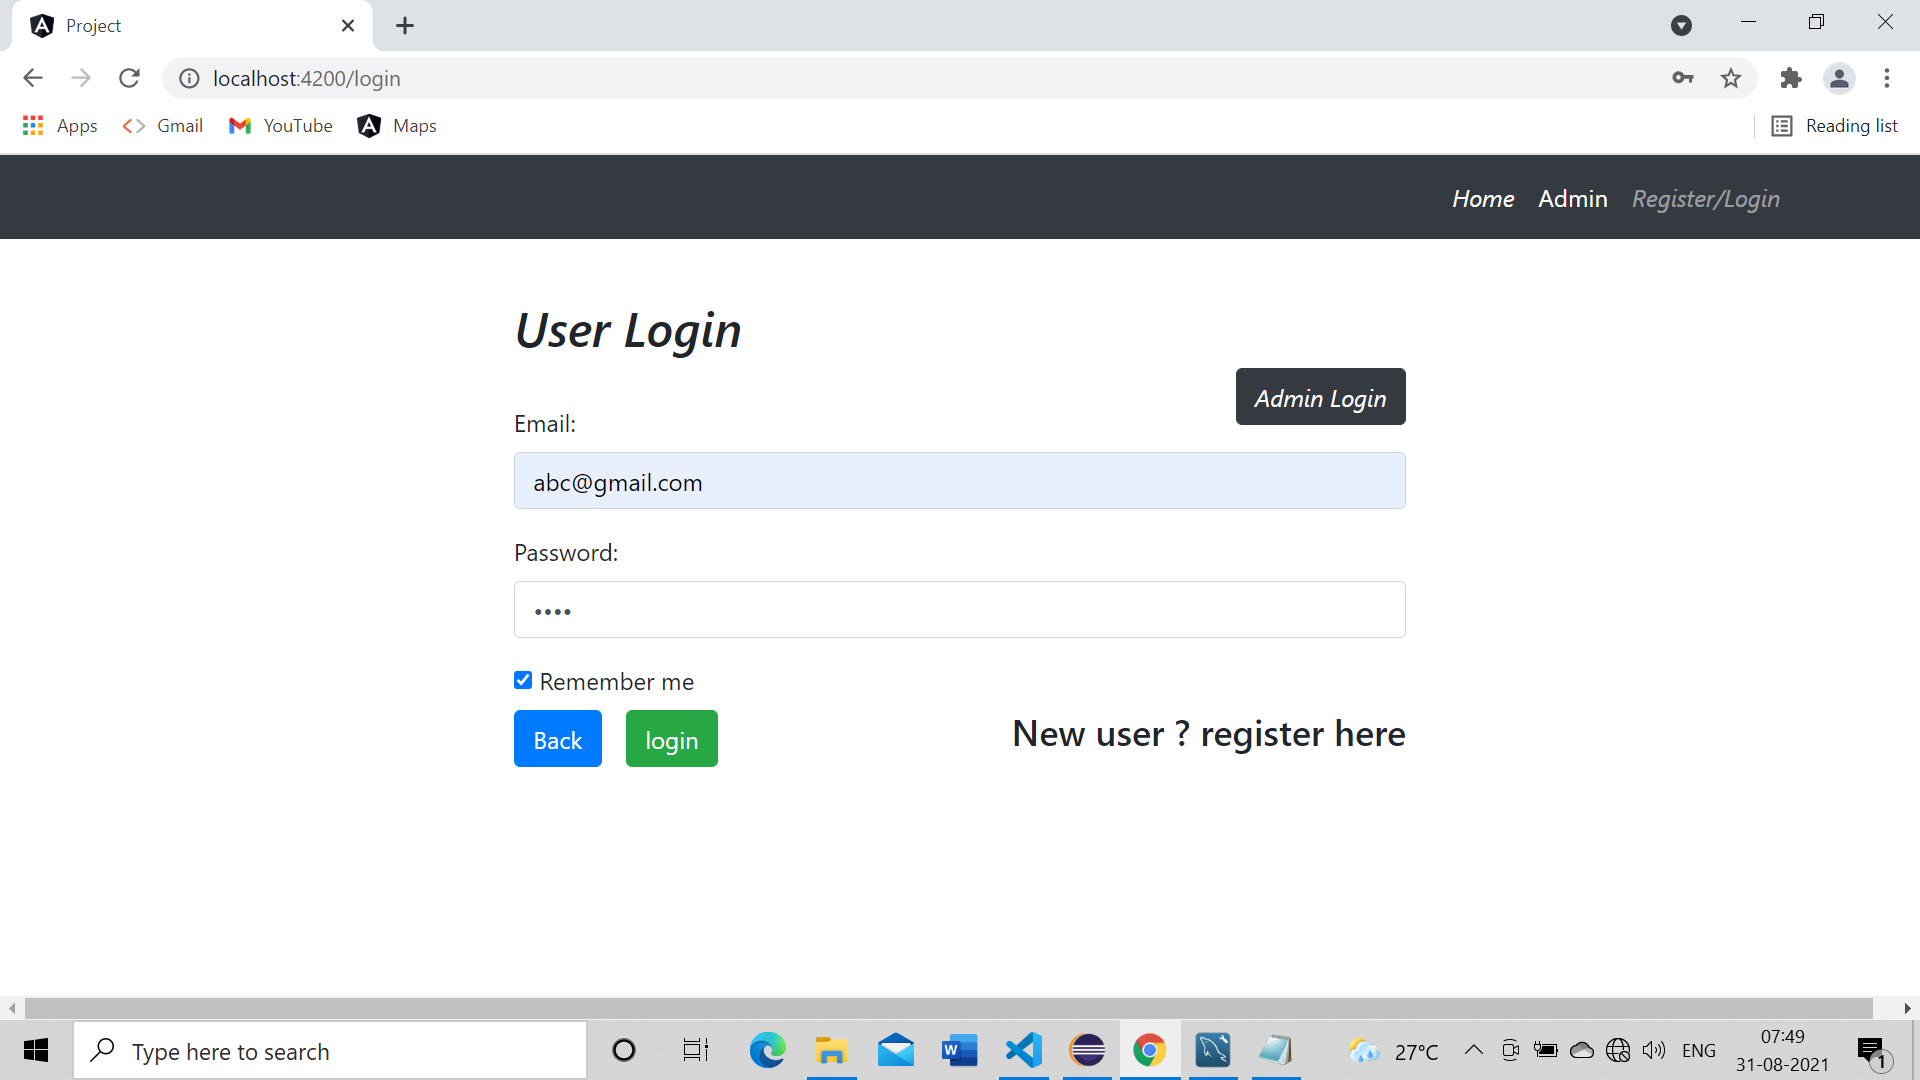 Project
localhost:4200/login
Apps Gmail YouTube Maps Reading list
Home Admin Register/Login
User Login
Admin Login
Email:
abc@gmail.com
Password:
••••
Remember me
Back login New user ? register here
Type here to search 27°C ENG 07:49
31-08-2021
1